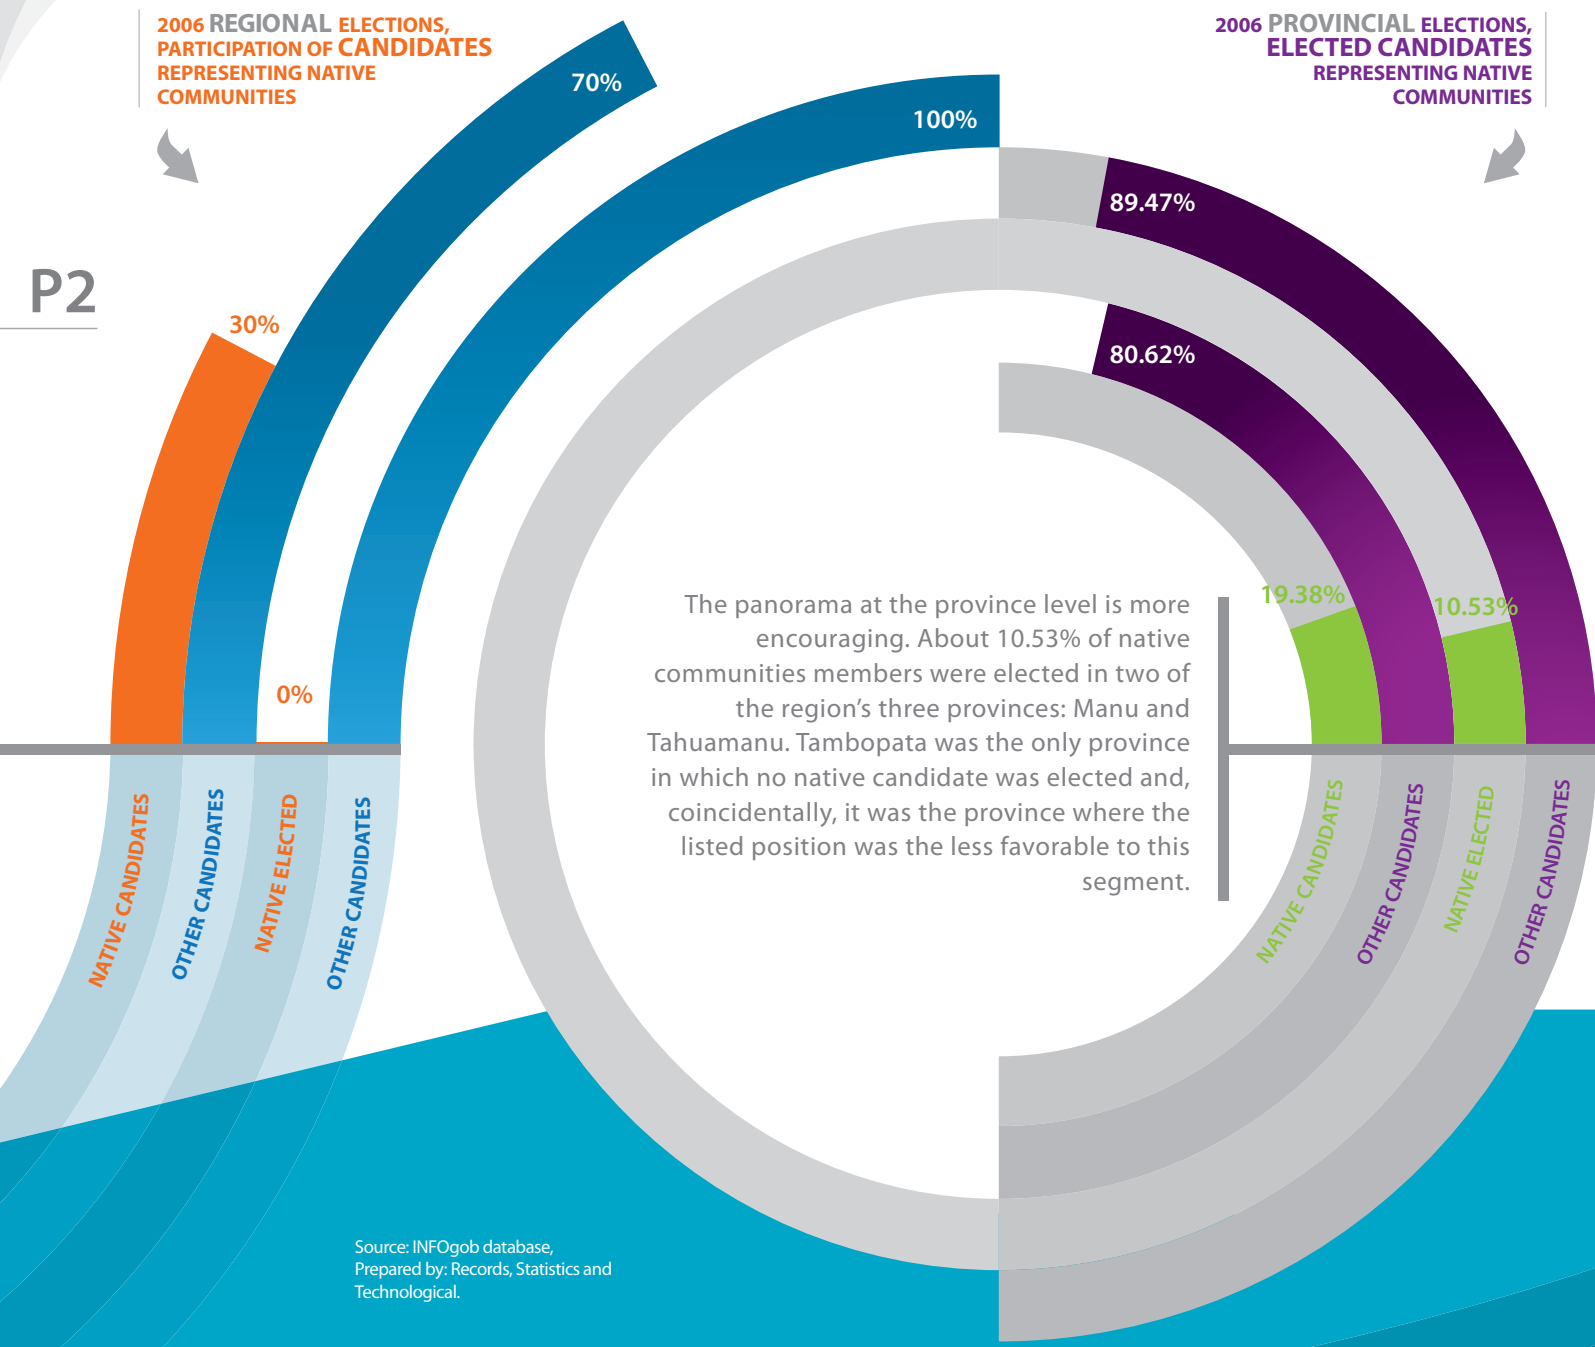 2006 REGIONAL ELECTIONS,
PARTICIPATION OF CANDIDATES
REPRESENTING NATIVE
COMMUNITIES
2006 PROVINCIAL ELECTIONS,
ELECTED CANDIDATES
REPRESENTING NATIVE
COMMUNITIES
P2
70%
100%
30%
0%
89.47%
80.62%
19.38%
10.53%
The panorama at the province level is more
encouraging. About 10.53% of native
communities members were elected in two of
the region's three provinces: Manu and
Tahuamanu. Tambopata was the only province
in which no native candidate was elected and,
coincidentally, it was the province where the
listed position was the less favorable to this
segment.
NATIVE CANDIDATES
OTHER CANDIDATES
NATIVE ELECTED
OTHER CANDIDATES
NATIVE CANDIDATES
OTHER CANDIDATES
NATIVE ELECTED
OTHER CANDIDATES
Source: INFOgob database,
Prepared by: Records, Statistics and
Technological.